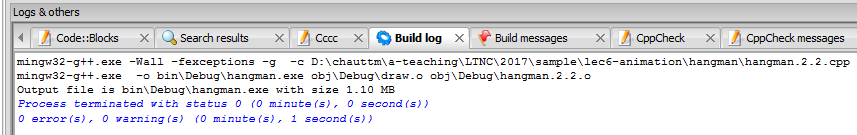 Logs & others
Code::Blocks Search results Cccc Build log Build messages CppCheck CppCheck messages
mingw32-g++.exe -Wall -fexceptions -g -c D:\chauttm\a-teaching\LTNC\2017\sample\lec6-animation\hangman\hangman.2.2.cpp
mingw32-g++.exe -o bin\Debug\hangman.exe obj\Debug\draw.o obj\Debug\hangman.2.2.o
Output file is bin\Debug\hangman.exe with size 1.10 MB
Process terminated with status 0 (0 minute(s), 0 second(s))
0 error(s), 0 warning(s) (0 minute(s), 1 second(s))